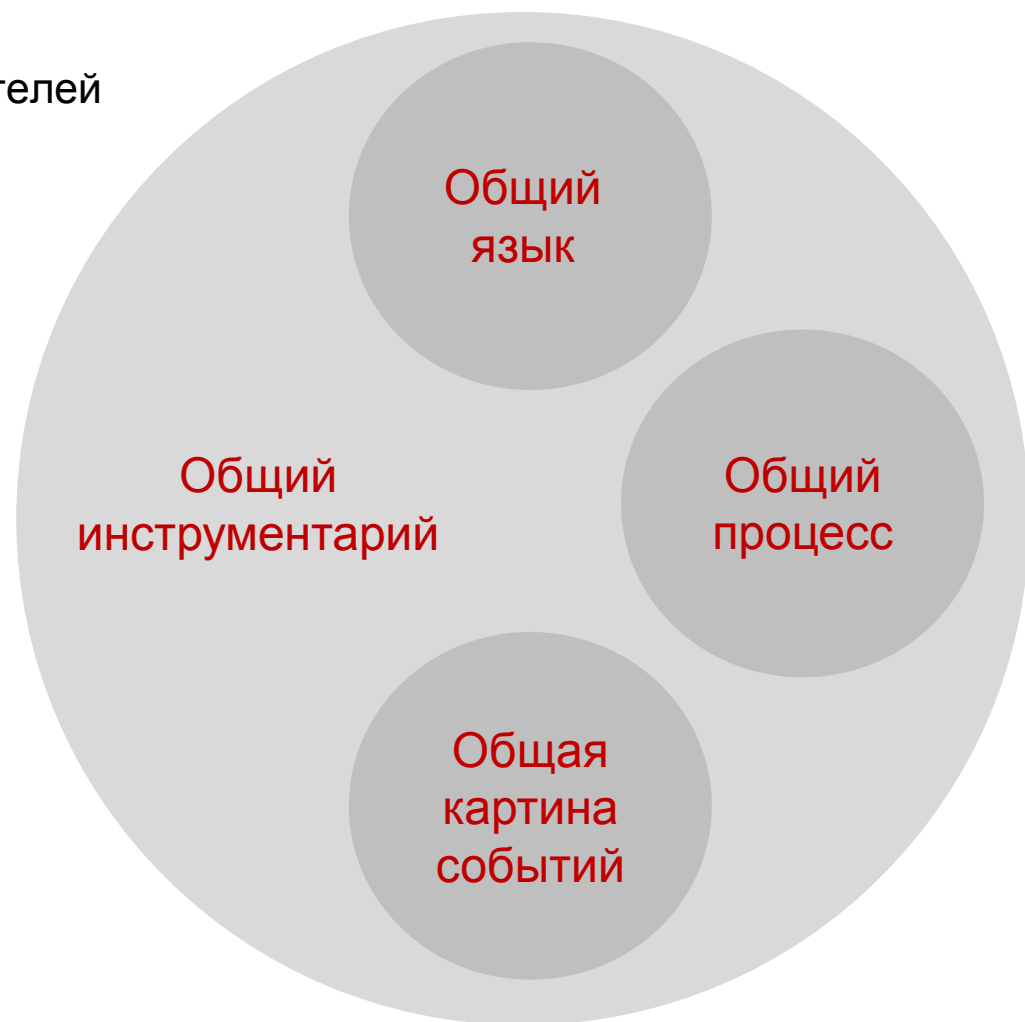 телей
Общий
язык
Общий
инструментарий
Общий
процесс
Общая
картина
событий